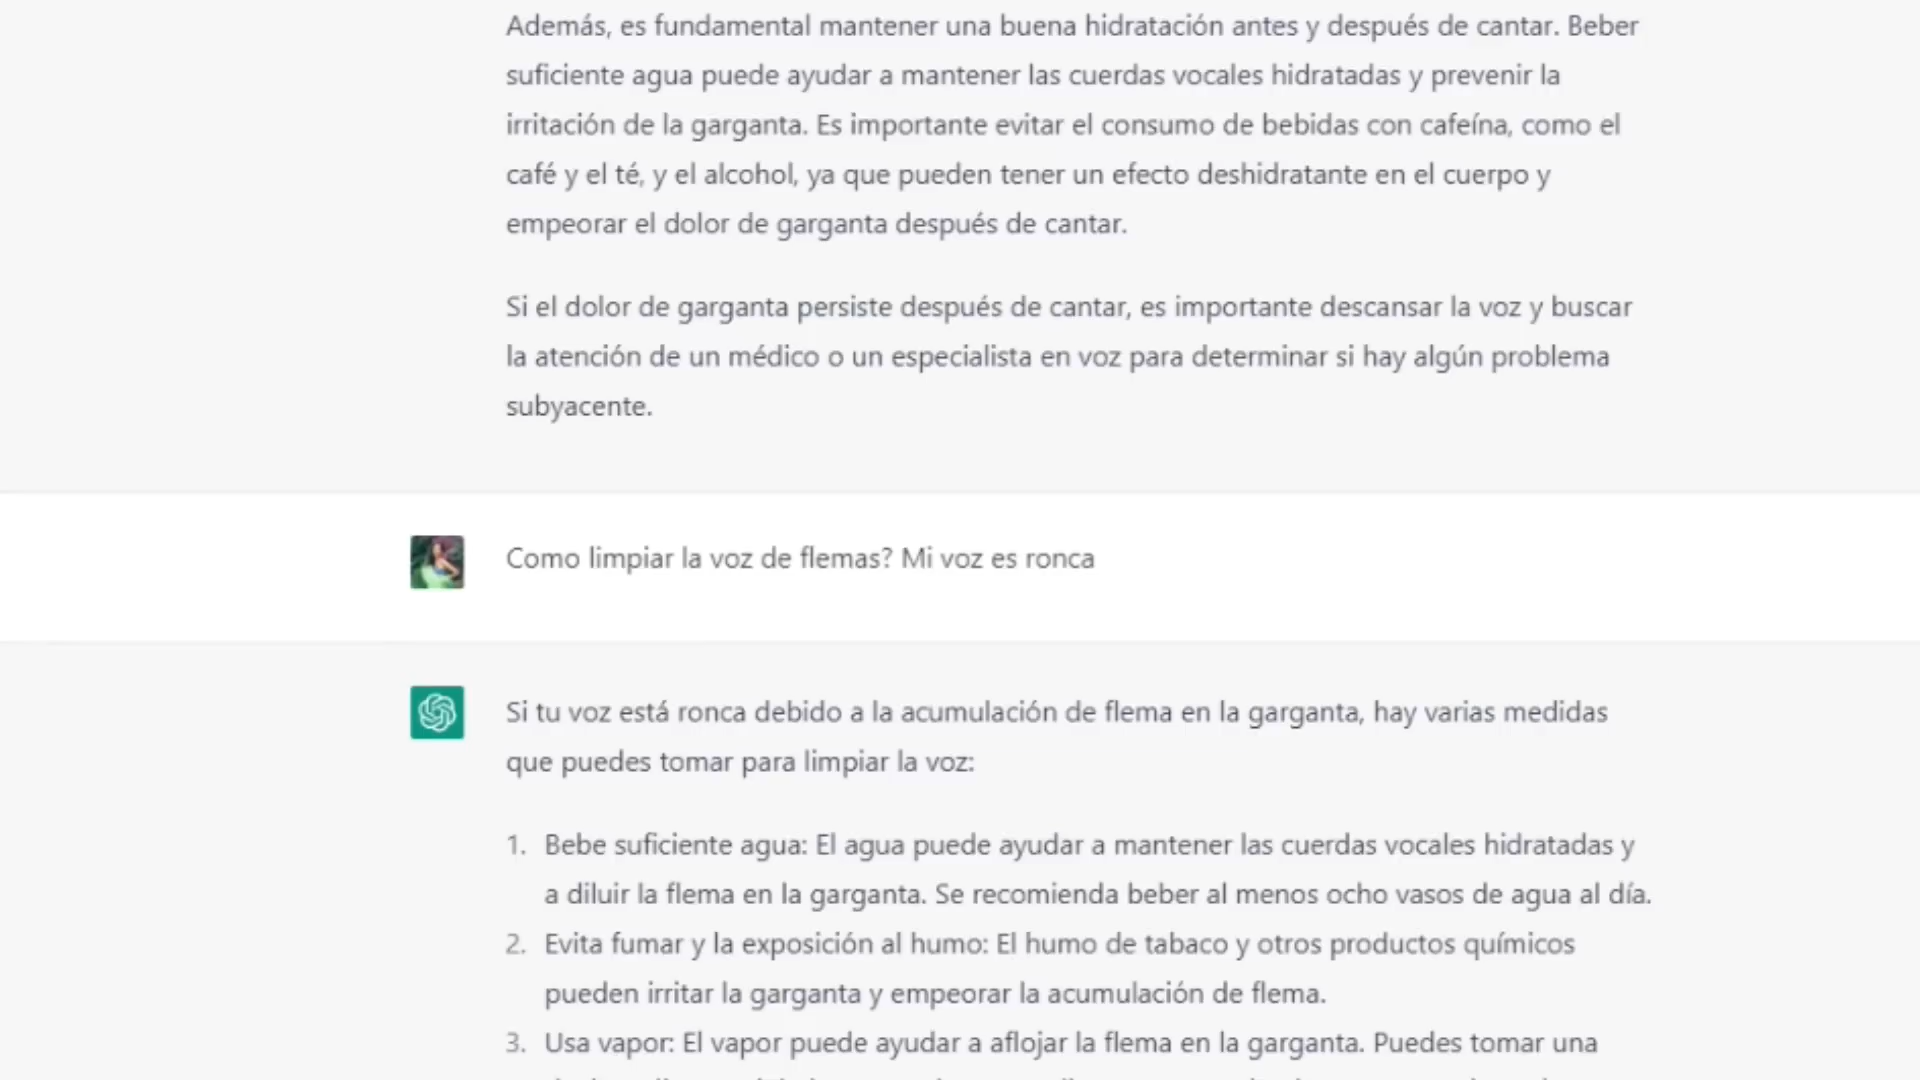 Además, es fundamental mantener una buena hidratación antes y después de cantar. Beber
suficiente agua puede ayudar a mantener las cuerdas vocales hidratadas y prevenir la
irritación de la garganta. Es importante evitar el consumo de bebidas con cafeína, como el
café y el té, y el alcohol, ya que pueden tener un efecto deshidratante en el cuerpo y
empeorar el dolor de garganta después de cantar.
Si el dolor de garganta persiste después de cantar, es importante descansar la voz y buscar
la atención de un médico o un especialista en voz para determinar si hay algún problema
subyacente.
Como limpiar la voz de flemas? Mi voz es ronca
Si tu voz está ronca debido a la acumulación de flema en la garganta, hay varias medidas
que puedes tomar para limpiar la voz:
1. Bebe suficiente agua: El agua puede ayudar a mantener las cuerdas vocales hidratadas y
a diluir la flema en la garganta. Se recomienda beber al menos ocho vasos de agua al día.
2. Evita fumar y la exposición al humo: El humo de tabaco y otros productos químicos
pueden irritar la garganta y empeorar la acumulación de flema.
3. Usa vapor: El vapor puede ayudar a aflojar la flema en la garganta. Puedes tomar una